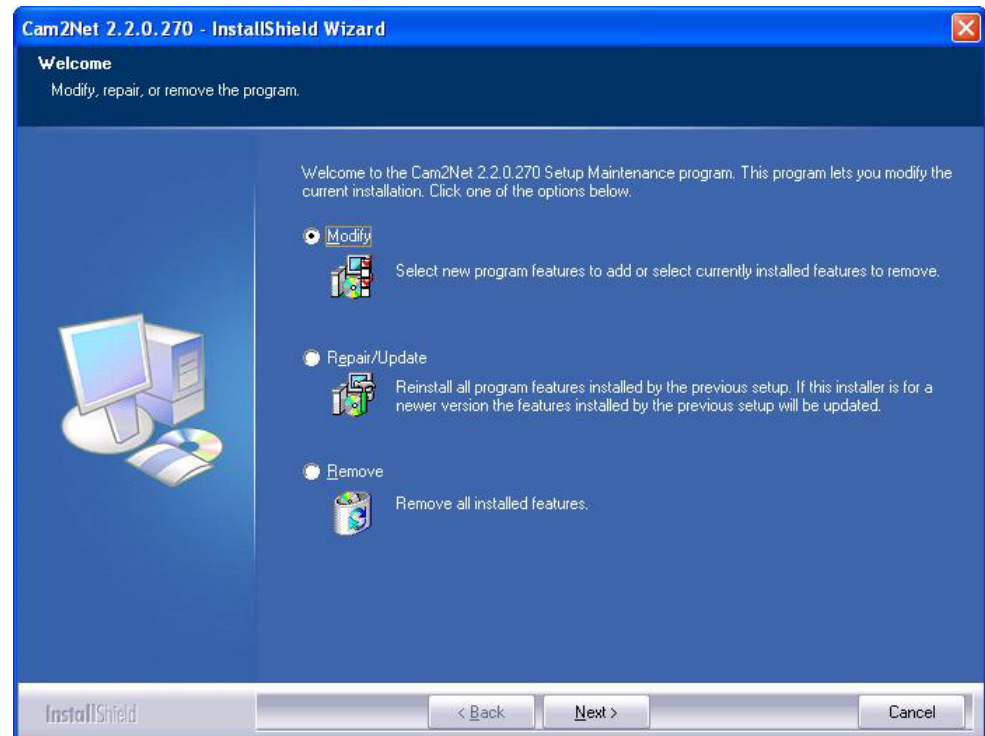 Cam2Net 2.2.0.270 - InstallShield Wizard
Welcome
Modify, repair, or remove the program.
Welcome to the Cam2Net 2.2.0.270 Setup Maintenance program. This program lets you modify the
current installation. Click one of the options below.
Modify
Select new program features to add or select currently installed features to remove.
Repair/Update
Reinstall all program features installed by the previous setup. If this installer is for a
newer version the features installed by the previous setup will be updated.
Remove
Remove all installed features.
InstallShield
< Back
Next >
Cancel